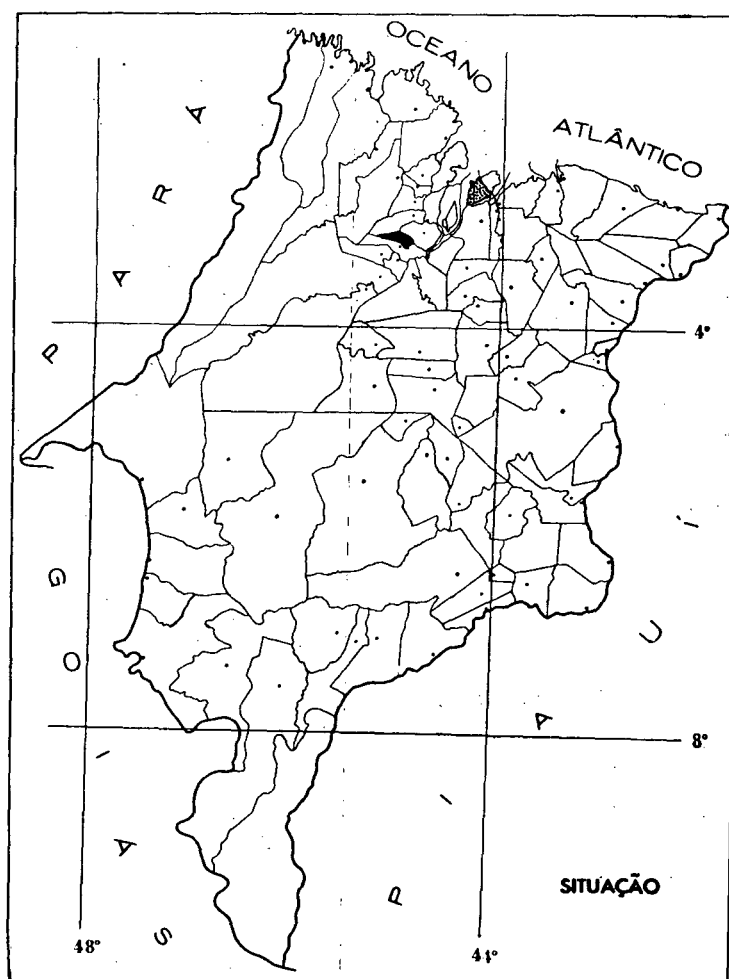 OCEANO
ATLÂNTICO
PARÁ
4°
GOIÁS
PIAUÍ
8°
SITUAÇÃO
48°
44°